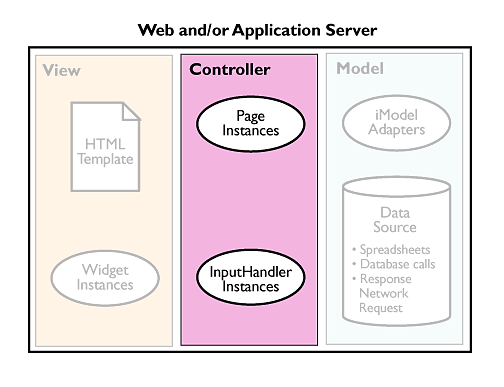 Web and/or Application Server
View
HTML
Template
Widget
Instances
Controller
Page
Instances
InputHandler
Instances
Model
iModel
Adapters
Data
Source
• Spreadsheets
• Database calls
• Response
Network
Request